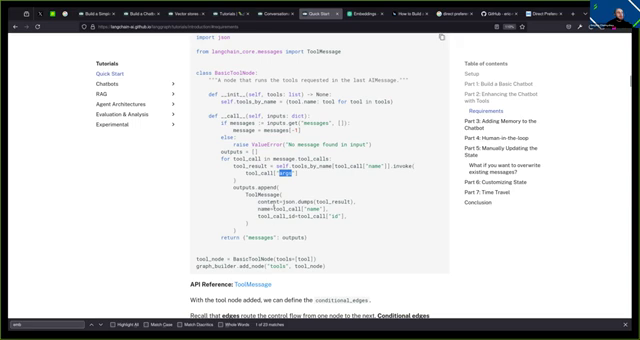 Build a Simp
Build a Chatb
Vector stores
Tutorials |
Conversation
Quick Start
Embeddings
How to Build
direct prefere
GitHub - eric
Direct Prefere
https://langchain-ai.github.io/langgraph/tutorials/introduction/#requirements
Tutorials
Quick Start
Chatbots
RAG
Agent Architectures
Evaluation & Analysis
Experimental
import json
from langchain_core.messages import ToolMessage
class BasicToolNode:
"""A node that runs the tools requested in the last AIMessage."""
def __init__(self, tools: list) -> None:
self.tools_by_name = {tool.name: tool for tool in tools}
def __call__(self, inputs: dict):
if messages := inputs.get("messages", []):
message = messages[-1]
else:
raise ValueError("No message found in input")
outputs = []
for tool_call in message.tool_calls:
tool_result = self.tools_by_name[tool_call["name"]].invoke(
tool_call["args"]
)
outputs.append(
ToolMessage(
content=json.dumps(tool_result),
name=tool_call["name"],
tool_call_id=tool_call["id"],
)
)
return {"messages": outputs}
tool_node = BasicToolNode(tools=[tool])
graph_builder.add_node("tools", tool_node)
API Reference: ToolMessage
With the tool node added, we can define the conditional_edges.
Recall that edges route the control flow from one node to the next. Conditional edges
Table of contents
Setup
Part 1: Build a Basic Chatbot
Part 2: Enhancing the Chatbot
with Tools
Requirements
Part 3: Adding Memory to the
Chatbot
Part 4: Human-in-the-loop
Part 5: Manually Updating the
State
What if you want to overwrite
existing messages?
Part 6: Customizing State
Part 7: Time Travel
Conclusion
emb
Highlight All
Match Case
Match Diacritics
Whole Words
1 of 23 matches